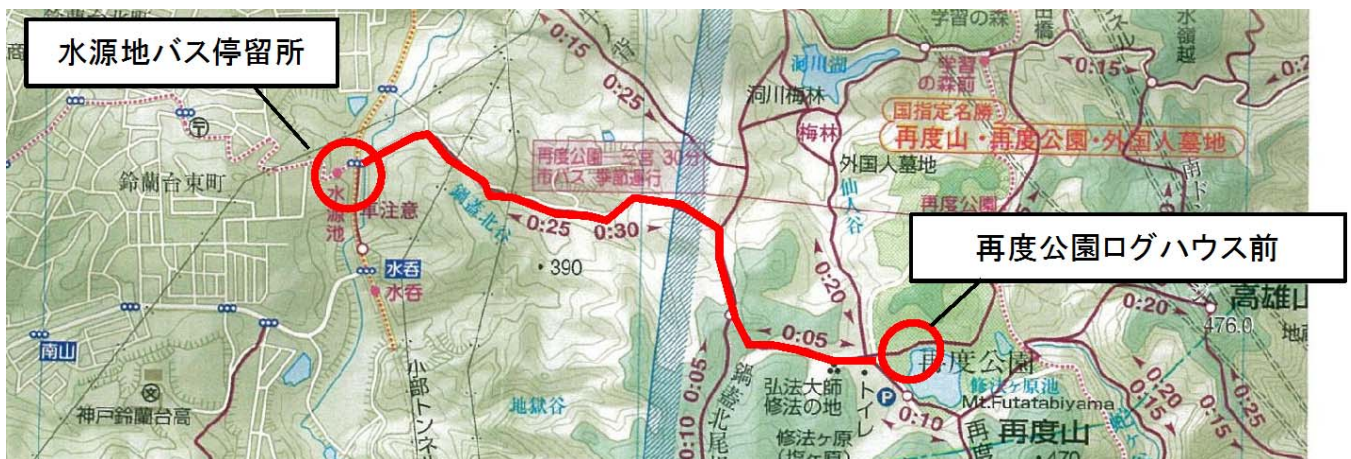 水源地バス停留所
0:15
0:25
洞川湖
洞川梅林
梅林
学習の森
学習
の森前
0:15
水
嶺
越
国指定名勝
再度山・再度公園・外国人墓地
外国人墓地
仙人谷
再度公園
再度公園―三宮 30分
市バス 季節運行
鈴蘭台東町
水源池
車注意
鍋蓋北谷
0:25 0:30
・390
水呑
水呑
再度公園ログハウス前
0:20
0:20
高雄山
476.0
南山
神戸鈴蘭台高
小部トンネル
地獄谷
0:05
0:10
0:05
鍋蓋北尾根
弘法大師
修法の地
トイレ
P
0:10
再度公園
修法ヶ原池
Mt.Futatabiyama
再度山
・470
修法ヶ原
0:20
0:15
0:25